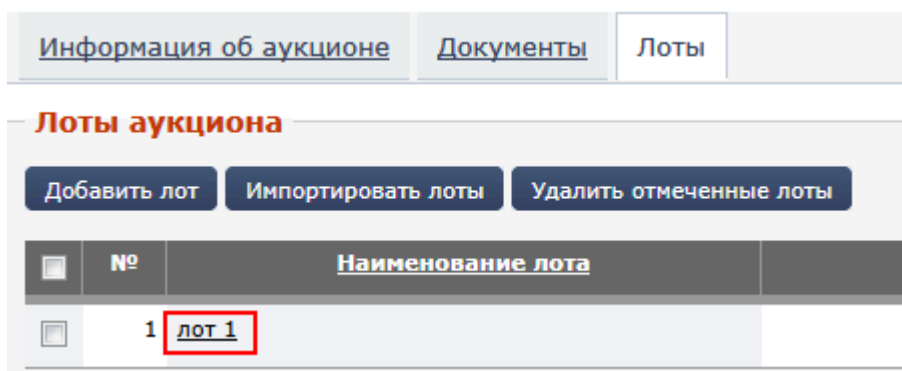 Информация об аукционе Документы Лоты
Лоты аукциона
Добавить лот Импортировать лоты Удалить отмеченные лоты
№ Наименование лота
1 лот 1